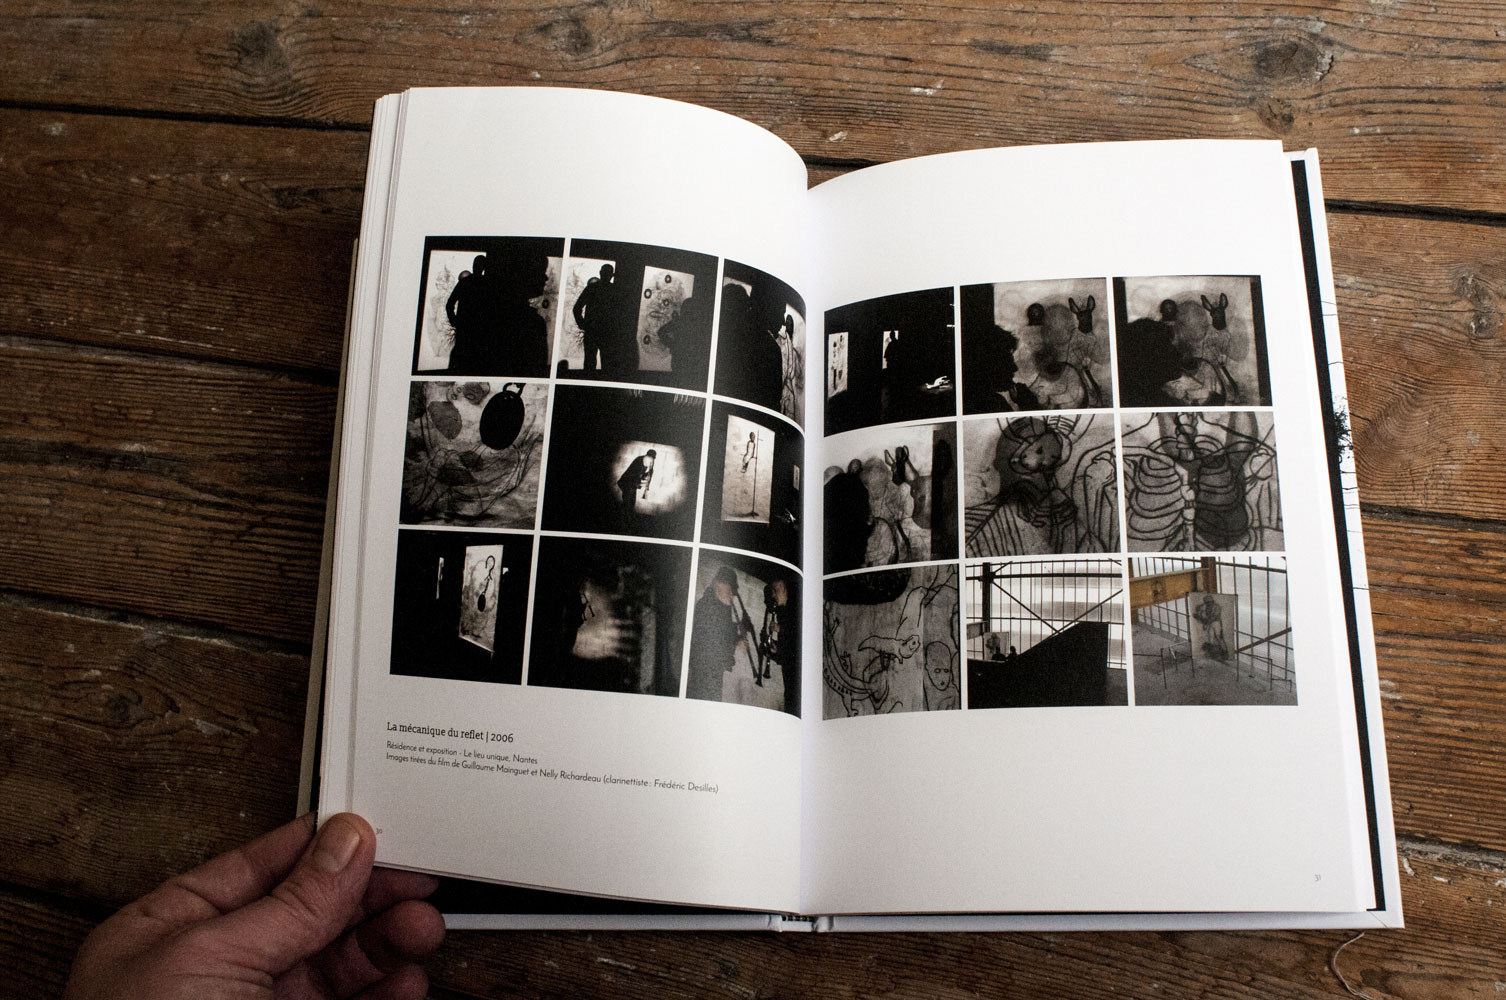 La mécanique du reflet | 2006
Résidence et exposition - Le lieu unique, Nantes
Images tirées du film de Guillaume Mainguet et Nelly Richardeau (clarinettiste : Frédéric Desilles)
30
31